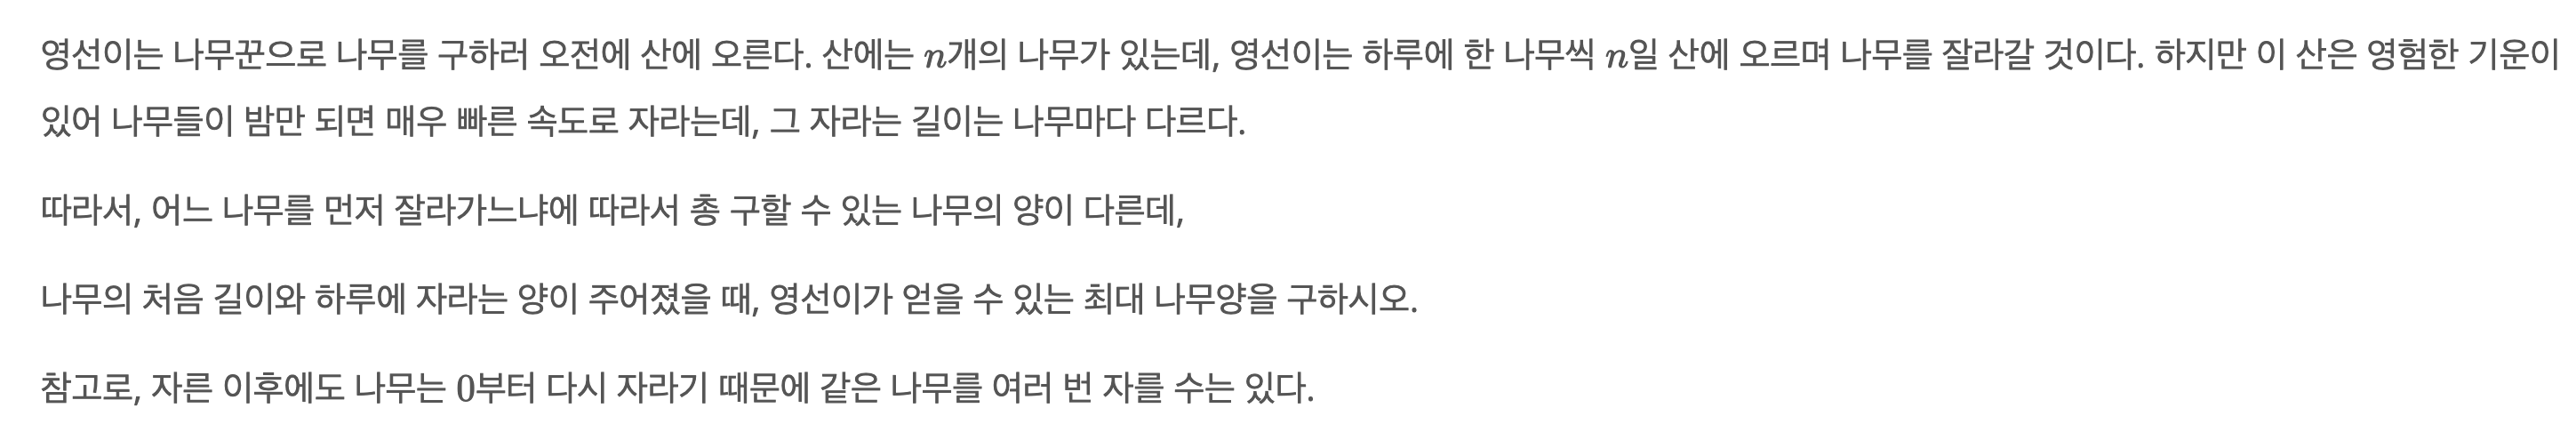 영선이는 나무꾼으로 나무를 구하러 오전에 산에 오른다. 산에는 n개의 나무가 있는데, 영선이는 하루에 한 나무씩 n일 산에 오르며 나무를 잘라갈 것이다. 하지만 이 산은 영험한 기운이
있어 나무들이 밤만 되면 매우 빠른 속도로 자라는데, 그 자라는 길이는 나무마다 다르다.
따라서, 어느 나무를 먼저 잘라가느냐에 따라서 총 구할 수 있는 나무의 양이 다른데,
나무의 처음 길이와 하루에 자라는 양이 주어졌을 때, 영선이가 얻을 수 있는 최대 나무양을 구하시오.
참고로, 자른 이후에도 나무는 0부터 다시 자라기 때문에 같은 나무를 여러 번 자를 수는 있다.